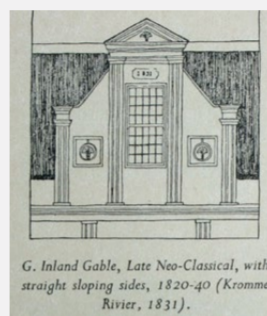 1831
G. Inland Gable, Late Neo-Classical, with
straight sloping sides, 1820-40 (Kromme
Rivier, 1831).